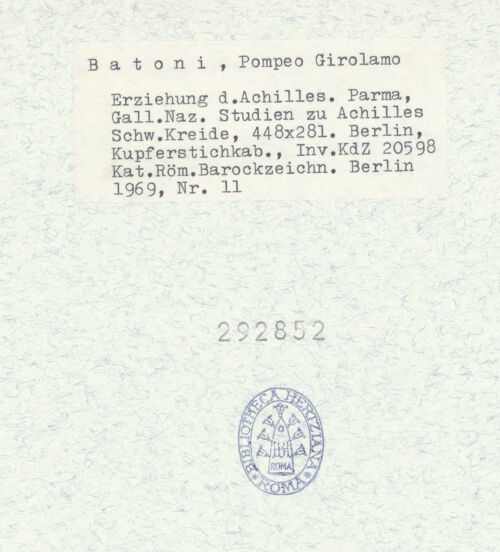 B a t o n i , Pompeo Girolamo
Erziehung d.Achilles. Parma,
Gall.Naz. Studien zu Achilles
Schw.Kreide, 448x281. Berlin,
Kupferstichkab., Inv.KdZ 20598
Kat.Röm.Barockzeichn. Berlin
1969, Nr. 11
292852
BIBLIOTHECA HERTZIANA
ROMA
ROMA